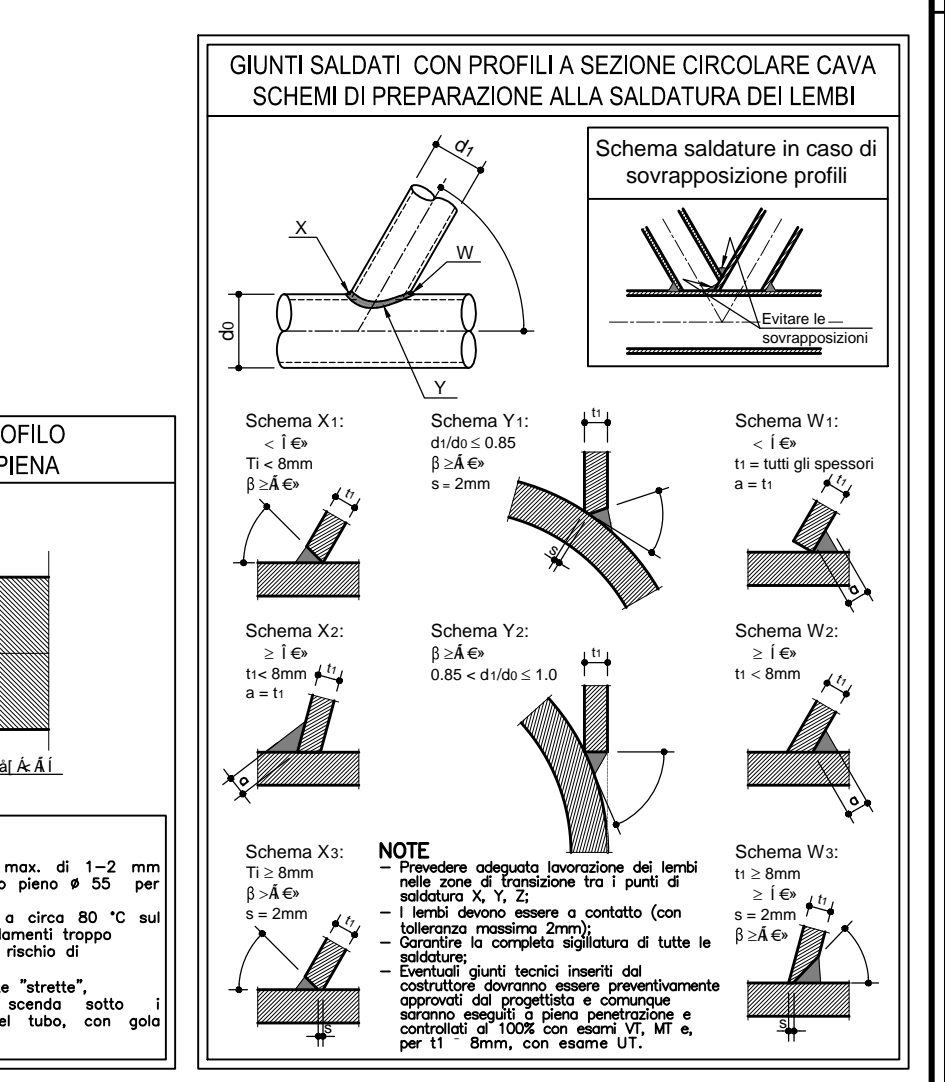 GIUNTI SALDATI CON PROFILI A SEZIONE CIRCOLARE CAVA
SCHEMI DI PREPARAZIONE ALLA SALDATURA DEI LEMBI
d1
X
W
d0
Y
Schema saldature in caso di
sovrapposizione profili
Evitare le
sovrapposizioni
Schema X1:
< Î €»
Ti < 8mm
β ≥Á €»
t1
Schema Y1:
d1/d0 ≤ 0.85
β ≥Á €»
s = 2mm
t1
s
Schema W1:
< Í €»
t1 = tutti gli spessori
a = t1
t1
a
Schema X2:
≥ Î €»
t1< 8mm
a = t1
t1
a
Schema Y2:
β ≥Á €»
0.85 < d1/d0 ≤ 1.0
t1
Schema W2:
≥ Í €»
t1 < 8mm
t1
a
Schema X3:
Ti ≥ 8mm
β >Á €»
s = 2mm
t1
s
NOTE
– Prevedere adeguata lavorazione dei lembi
nelle zone di transizione tra i punti di
saldatura X, Y, Z;
– I lembi devono essere a contatto (con
tolleranza massima 2mm);
– Garantire la completa sigillatura di tutte le
saldature;
– Eventuali giunti tecnici inseriti dal
costruttore dovranno essere preventivamente
approvati dal progettista e comunque
saranno eseguiti a piena penetrazione e
controllati al 100% con esami VT, MT e,
per t1 ¯ 8mm, con esame UT.
Schema W3:
t1 ≥ 8mm
≥ Í €»
s = 2mm
β ≥Á €»
t1
s
OFILO
PIENA
max. di 1–2 mm
o pieno ø 55 per
a circa 80 °C sul
damenti troppo
rischio di
e "strette",
scenda sotto i
el tubo, con gola